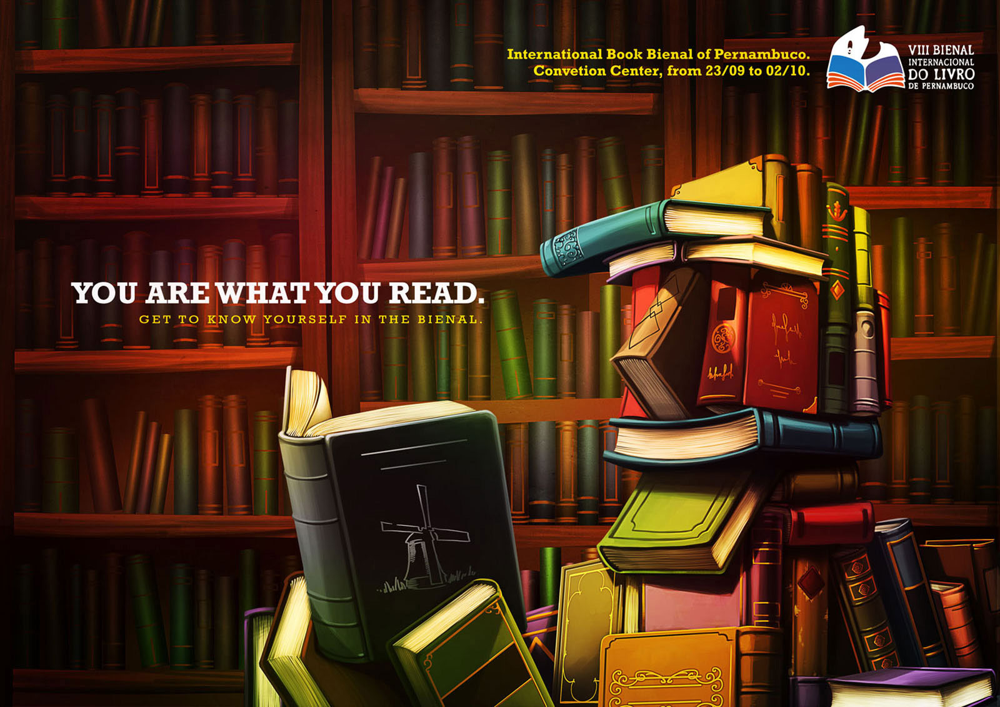 International Book Bienal of Pernambuco.
Convetion Center, from 23/09 to 02/10.
VIII BIENAL
INTERNACIONAL
DO LIVRO
DE PERNAMBUCO
YOU ARE WHAT YOU READ.
GET TO KNOW YOURSELF IN THE BIENAL.